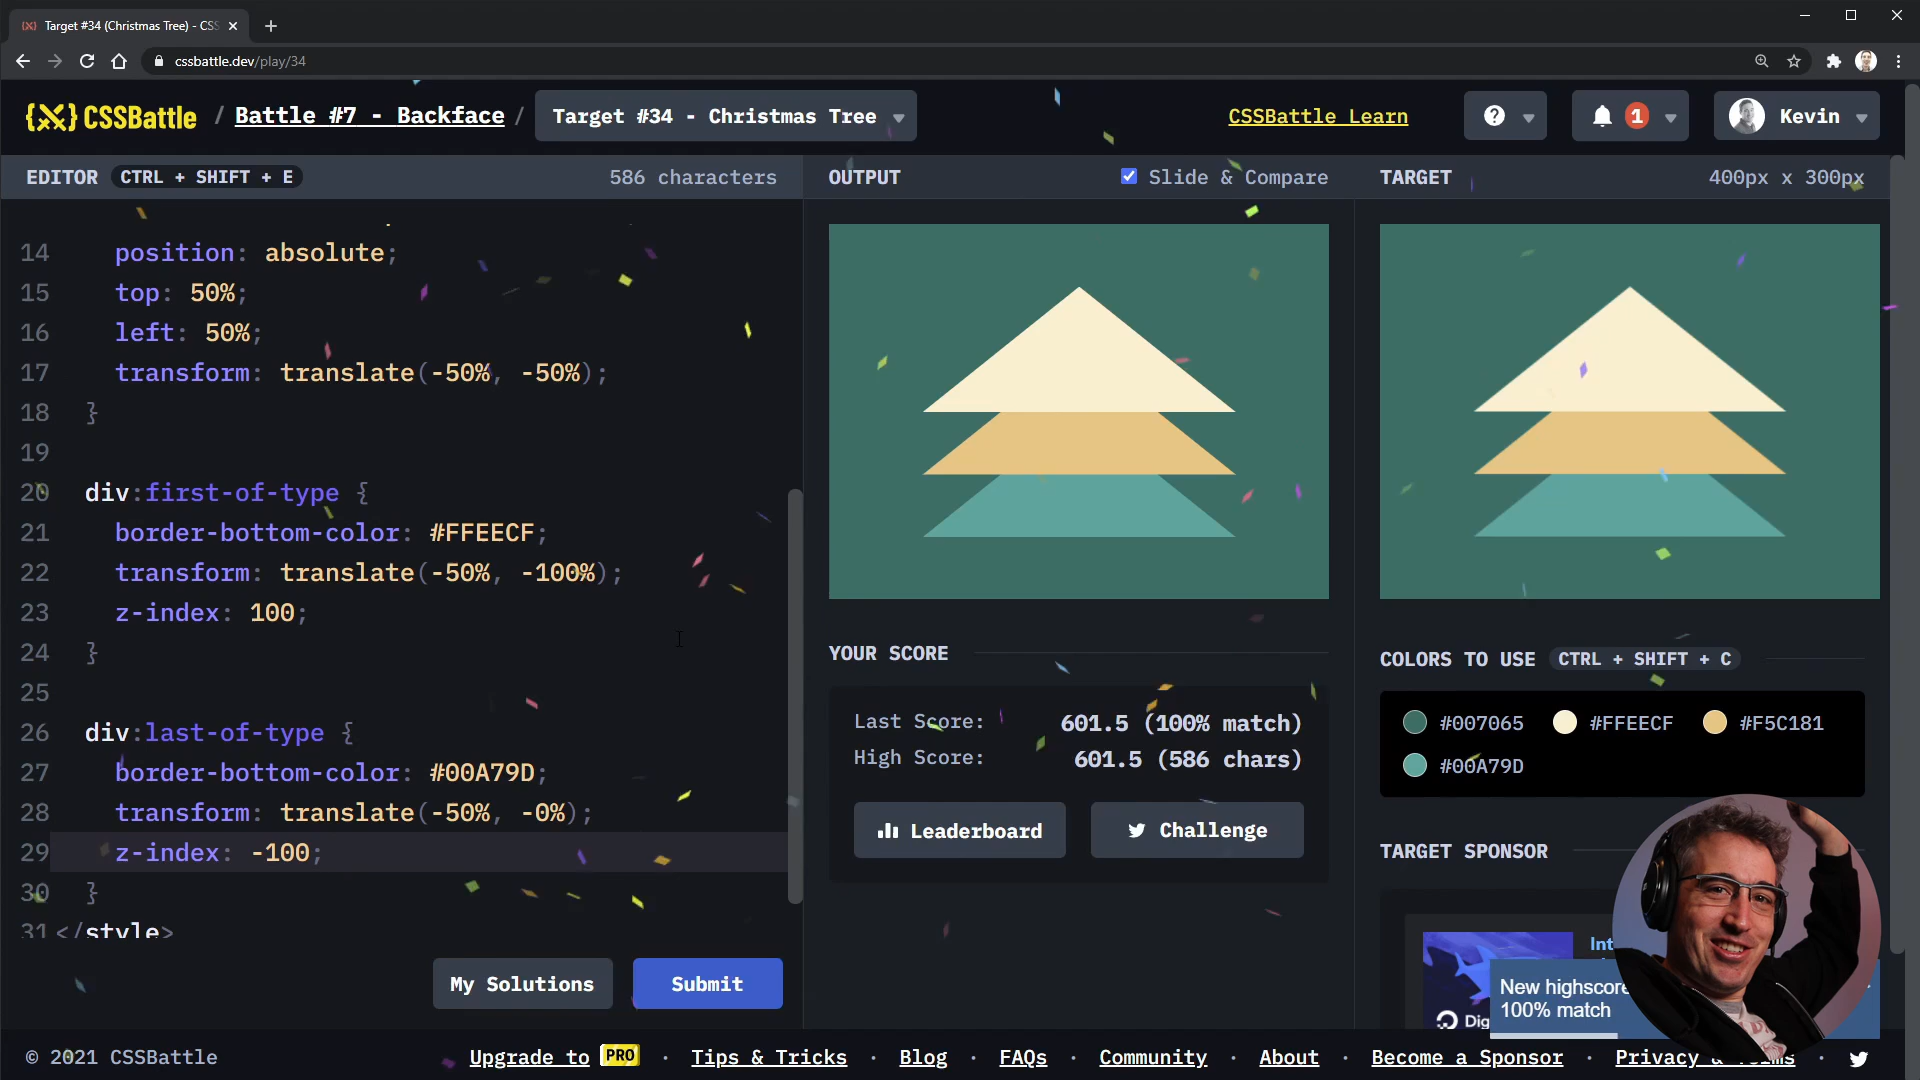 Target #34 (Christmas Tree) - CSS
cssbattle.dev/play/34
{X} CSSBattle / Battle #7 - Backface / Target #34 - Christmas Tree
CSSBattle Learn
?
1
Kevin
EDITOR CTRL + SHIFT + E 586 characters
OUTPUT Slide & Compare
TARGET 400px x 300px
14 position: absolute;
15 top: 50%;
16 left: 50%;
17 transform: translate(-50%, -50%);
18 }
19
20 div:first-of-type {
21 border-bottom-color: #FFEECF;
22 transform: translate(-50%, -100%);
23 z-index: 100;
24 }
25
26 div:last-of-type {
27 border-bottom-color: #00A79D;
28 transform: translate(-50%, -0%);
29 z-index: -100;
30 }
31 </style>
My Solutions
Submit
YOUR SCORE
Last Score: 601.5 (100% match)
High Score: 601.5 (586 chars)
Leaderboard
Challenge
COLORS TO USE CTRL + SHIFT + C
#007065 #FFEECF #F5C181
#00A79D
TARGET SPONSOR
Int
Dig
New highscore
100% match
© 2021 CSSBattle
Upgrade to PRO · Tips & Tricks · Blog · FAQs · Community · About · Become a Sponsor · Privacy & Terms ·